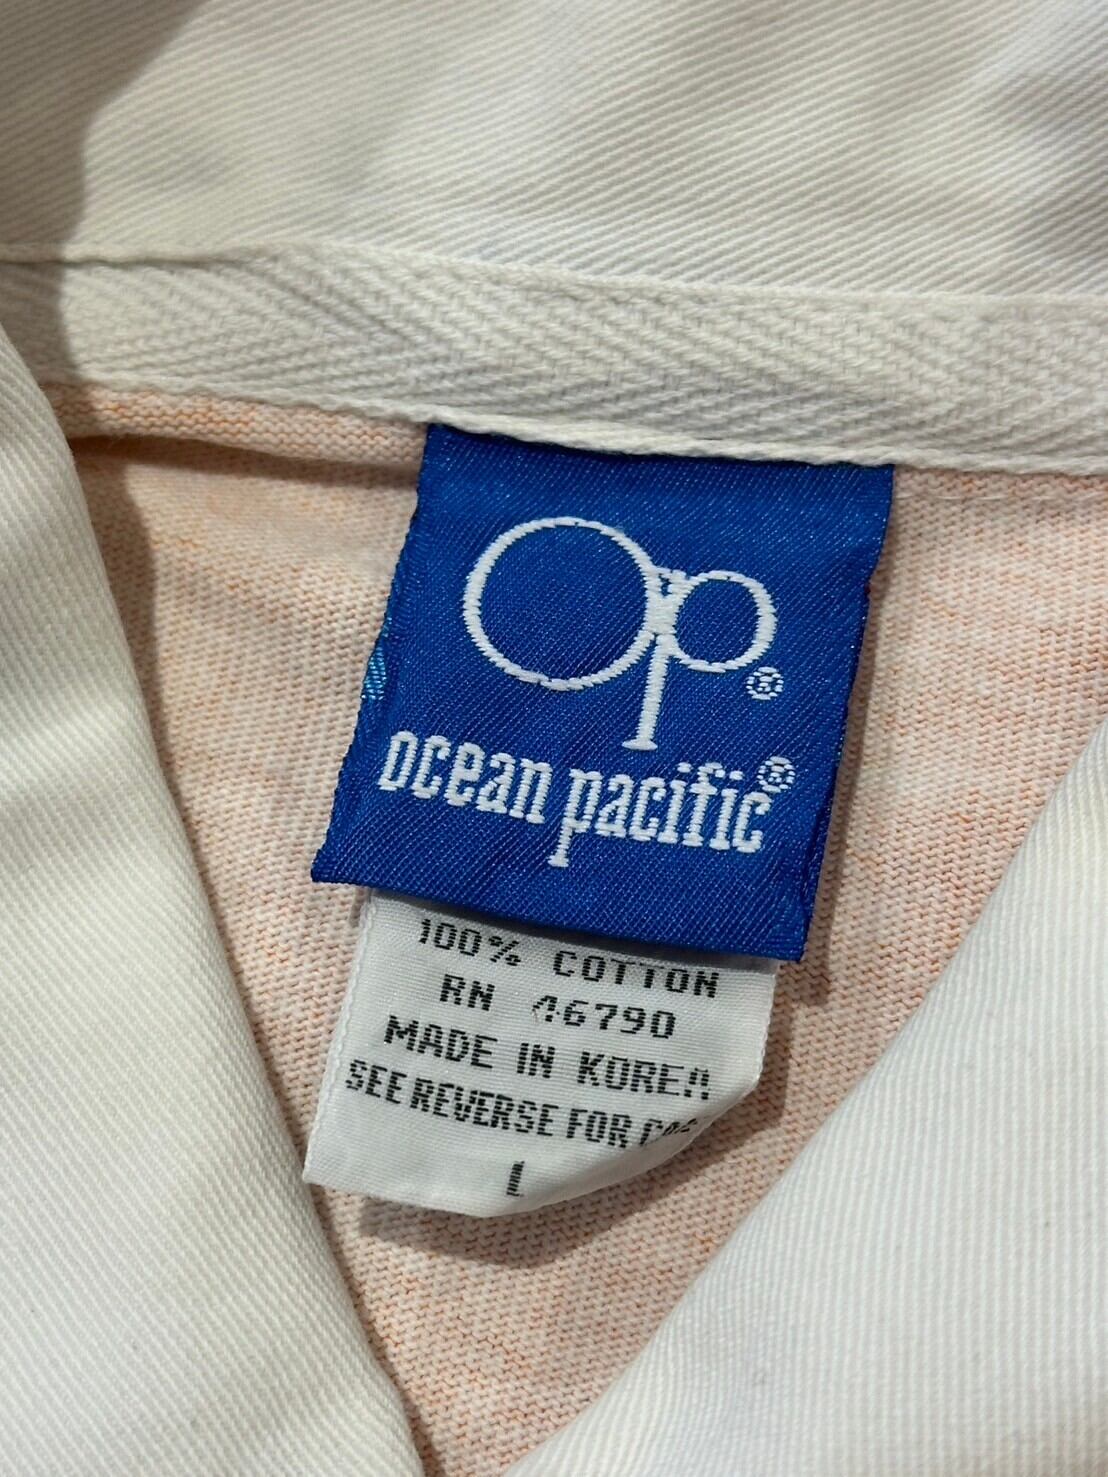 Op®
ocean pacific®
100% COTTON
RN 46790
MADE IN KOREA
SEE REVERSE FOR